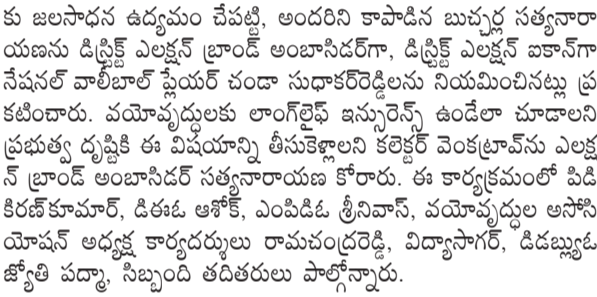 కు జలసాధన ఉద్యమం చేపట్టి, అందరిని కాపాడిన బుచ్చర్ల సత్యనారా
యణను డిస్ట్రిక్ట్ ఎలక్షన్ బ్రాండ్ అంబాసిడర్‌గా, డిస్ట్రిక్ట్ ఎలక్షన్ ఐకాన్‌గా
నేషనల్ వాలీబాల్ ప్లేయర్ చండా సుధాకర్‌రెడ్డిలను నియమించినట్లు ప్ర
కటించారు. వయోవృద్ధులకు లాంగ్‌లైఫ్ ఇన్సురెన్స్ ఉండేలా చూడాలని
ప్రభుత్వ దృష్టికి ఈ విషయాన్ని తీసుకెళ్లాలని కలెక్టర్ వెంకట్రావ్‌ను ఎలక్ష
న్ బ్రాండ్ అంబాసిడర్ సత్యనారాయణ కోరారు. ఈ కార్యక్రమంలో పిడి
కిరణ్‌కుమార్, డిఈఓ ఆశోక్, ఎంపిడిఓ శ్రీనివాస్, వయోవృద్ధుల అసోసి
యోషన్ అధ్యక్ష కార్యదర్శులు రామచంద్రరెడ్డి, విద్యాసాగర్, డిడబ్ల్యుఓ
జ్యోతి పద్మా, సిబ్బంది తదితరులు పాల్గోన్నారు.